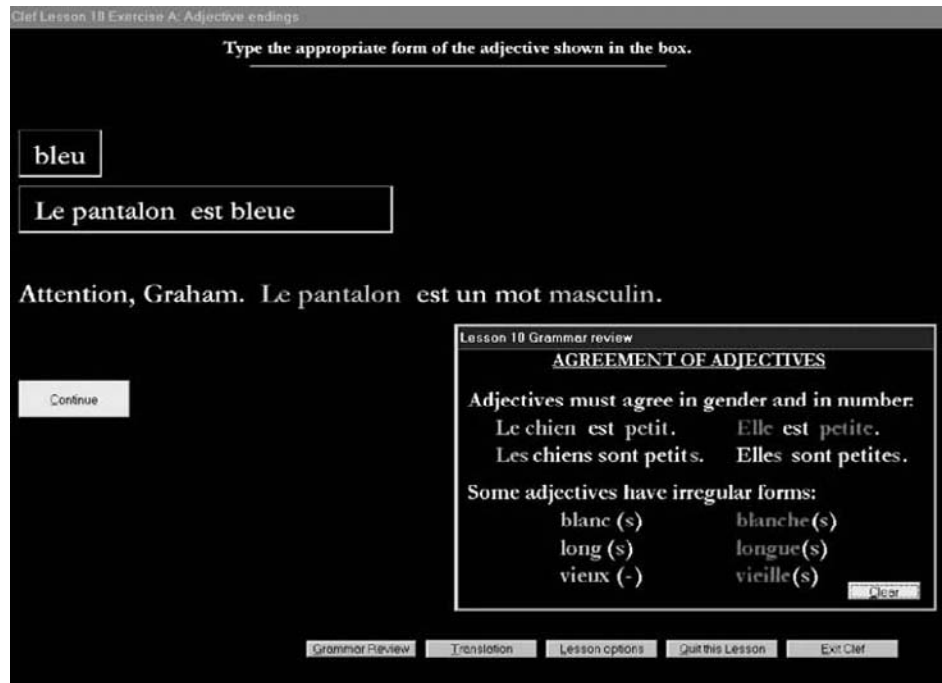 Clef Lesson 10 Exercise A: Adjective endings
Type the appropriate form of the adjective shown in the box.
bleu
Le pantalon est bleue
Attention, Graham. Le pantalon est un mot masculin.
Continue
Lesson 10 Grammar review
AGREEMENT OF ADJECTIVES
Adjectives must agree in gender and in number:
Le chien est petit. Elle est petite.
Les chiens sont petits. Elles sont petites.
Some adjectives have irregular forms:
blanc (s) blanche(s)
long (s) longue(s)
vieux (-) vieille(s)
Clear
Grammar Review Translation Lesson options Quit this Lesson Exit Clef